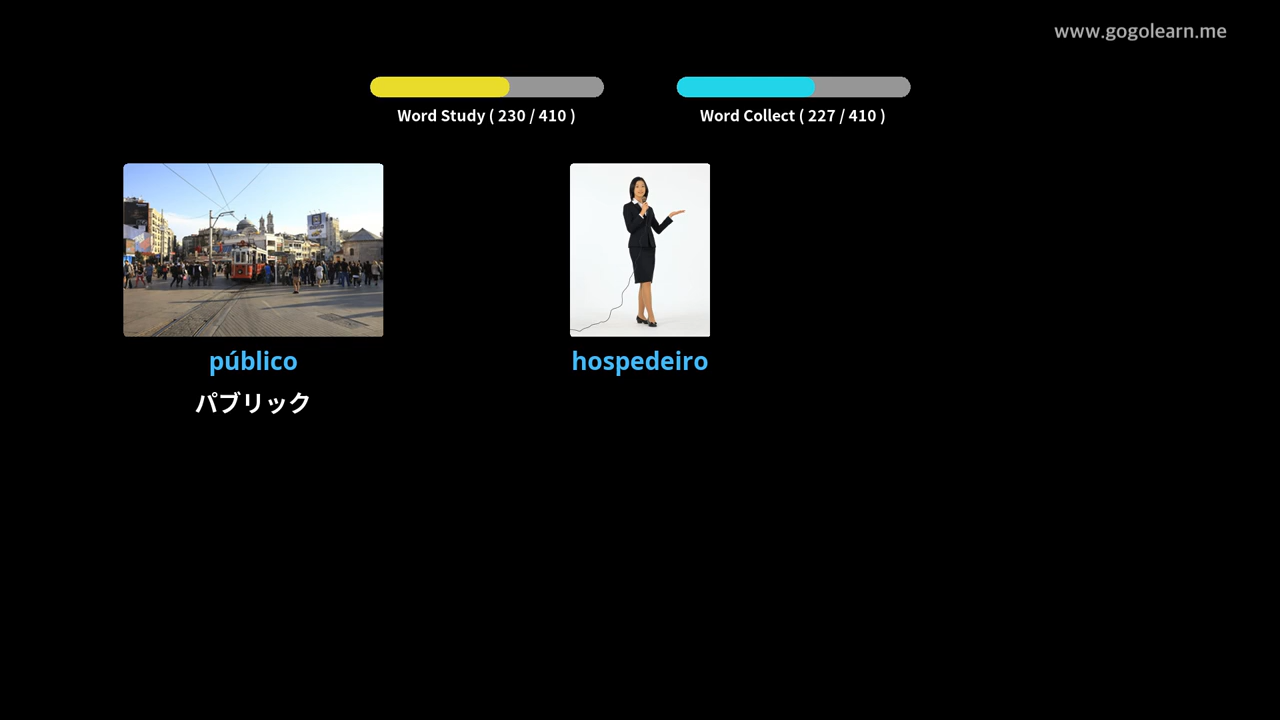 www.gogolearn.me
Word Study ( 230 / 410 )
Word Collect ( 227 / 410 )
público
hospedeiro
パブリック